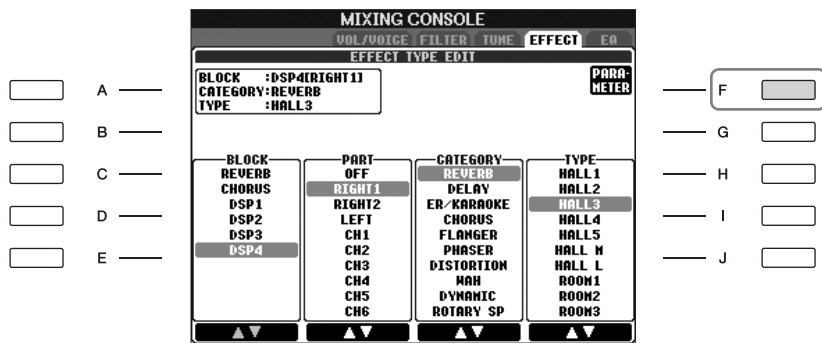 MIXING CONSOLE
VOL/VOICE FILTER TUNE EFFECT EQ
EFFECT TYPE EDIT
BLOCK :DSP4[RIGHT1]
CATEGORY:REVERB
TYPE :HALL3
PARA-
METER
A
B
C
D
E
F
G
H
I
J
BLOCK
REVERB
CHORUS
DSP1
DSP2
DSP3
DSP4
PART
OFF
RIGHT1
RIGHT2
LEFT
CH1
CH2
CH3
CH4
CH5
CH6
CATEGORY
REVERB
DELAY
ER/KARAOKE
CHORUS
FLANGER
PHASER
DISTORTION
WAH
DYNAMIC
ROTARY SP
TYPE
HALL1
HALL2
HALL3
HALL4
HALL5
HALL M
HALL L
ROOM1
ROOM2
ROOM3